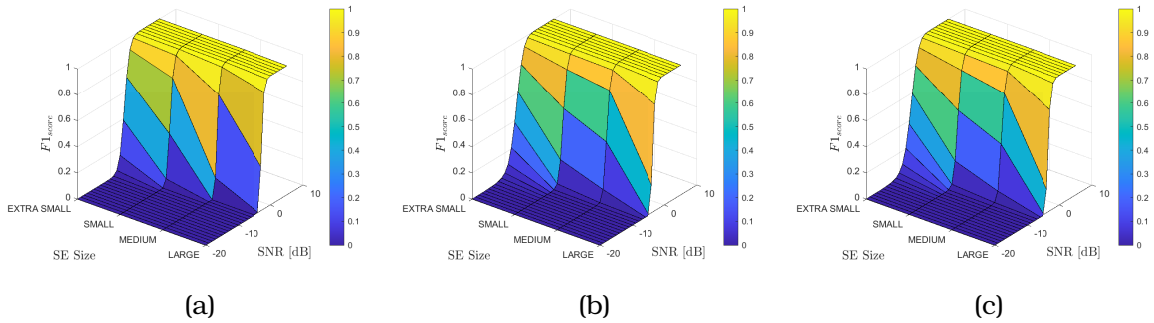 1
0.8
0.6
0.4
0.2
0
F1score
EXTRA SMALL
SMALL
MEDIUM
LARGE
SE Size
-20
-10
0
10
SNR [dB]
1
0.9
0.8
0.7
0.6
0.5
0.4
0.3
0.2
0.1
0
(a)
1
0.8
0.6
0.4
0.2
0
F1score
EXTRA SMALL
SMALL
MEDIUM
LARGE
SE Size
-20
-10
0
10
SNR [dB]
1
0.9
0.8
0.7
0.6
0.5
0.4
0.3
0.2
0.1
0
(b)
1
0.8
0.6
0.4
0.2
0
F1score
EXTRA SMALL
SMALL
MEDIUM
LARGE
SE Size
-20
-10
0
10
SNR [dB]
1
0.9
0.8
0.7
0.6
0.5
0.4
0.3
0.2
0.1
0
(c)